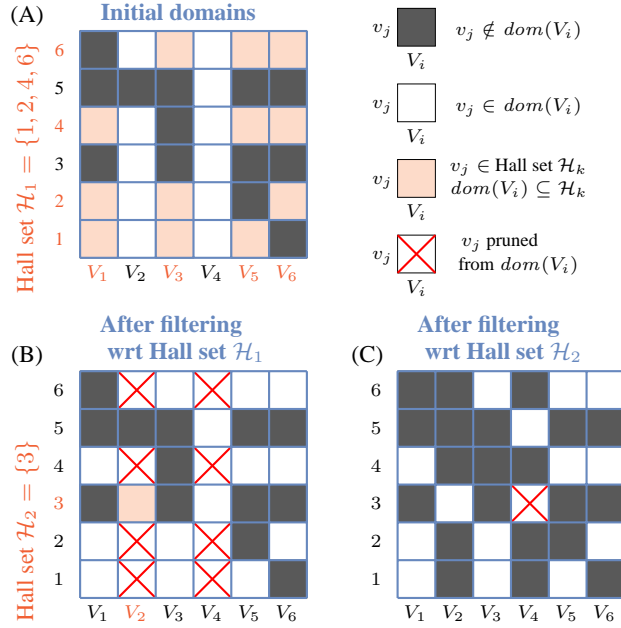 (A)
Initial domains
Hall set ℋ₁ = {1, 2, 4, 6}
6
5
4
3
2
1
V₁ V₂ V₃ V₄ V₅ V₆
vⱼ
Vᵢ
vⱼ ∉ dom(Vᵢ)
vⱼ
Vᵢ
vⱼ ∈ dom(Vᵢ)
vⱼ
Vᵢ
vⱼ ∈ Hall set ℋₖ
dom(Vᵢ) ⊆ ℋₖ
vⱼ
Vᵢ
vⱼ pruned
from dom(Vᵢ)
(B)
After filtering
wrt Hall set ℋ₁
Hall set ℋ₂ = {3}
6
5
4
3
2
1
V₁ V₂ V₃ V₄ V₅ V₆
(C)
After filtering
wrt Hall set ℋ₂
6
5
4
3
2
1
V₁ V₂ V₃ V₄ V₅ V₆